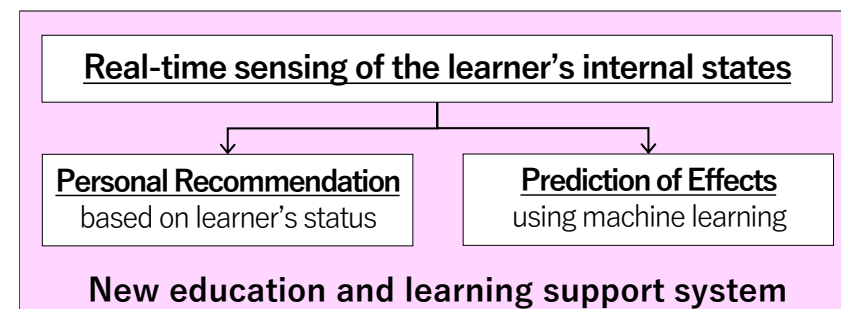 Real-time sensing of the learner’s internal states
Personal Recommendation
based on learner’s status
Prediction of Effects
using machine learning
New education and learning support system